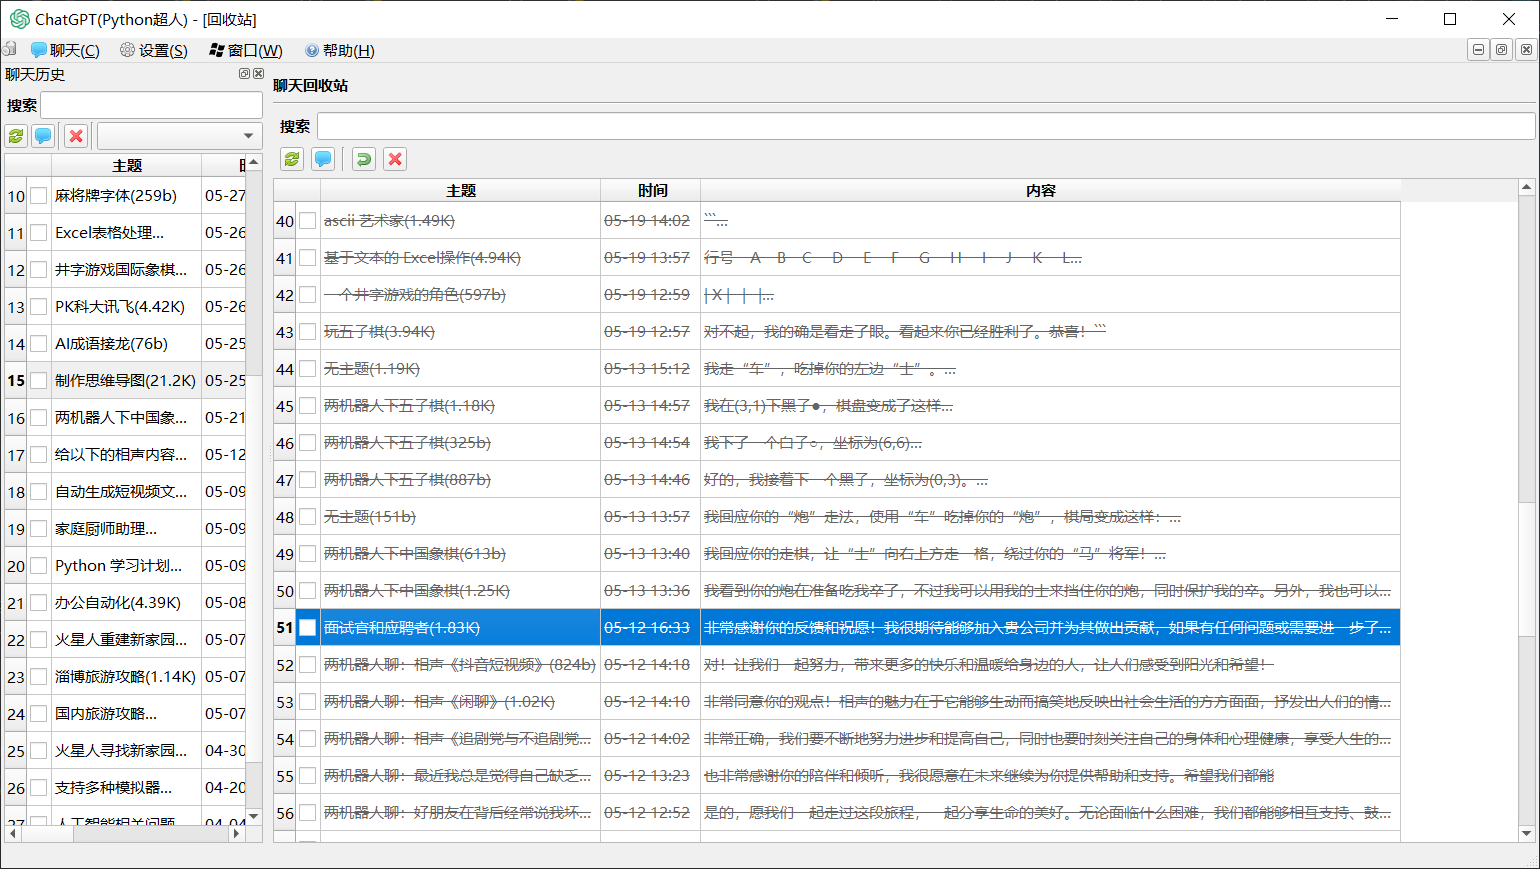 ChatGPT(Python超人) - [回收站]
聊天(C) 设置(S) 窗口(W) 帮助(H)
聊天历史
搜索
主题
10 麻将牌字体(259b) 05-27
11 Excel表格处理... 05-26
12 井字游戏国际象棋... 05-26
13 PK科大讯飞(4.42K) 05-26
14 AI成语接龙(76b) 05-25
15 制作思维导图(21.2K) 05-25
16 两机器人下中国象... 05-21
17 给以下的相声内容... 05-12
18 自动生成短视频文... 05-09
19 家庭厨师助理... 05-09
20 Python 学习计划... 05-09
21 办公自动化(4.39K) 05-08
22 火星人重建新家园... 05-07
23 淄博旅游攻略(1.14K) 05-07
24 国内旅游攻略... 05-07
25 火星人寻找新家园... 04-30
26 支持多种模拟器... 04-20
27 人工智能相关问题 04-04
聊天回收站
搜索
主题 时间 内容
40 ascii 艺术家(1.49K) 05-19 14:02 ```...
41 基于文本的 Excel操作(4.94K) 05-19 13:57 行号 A B C D E F G H I J K L...
42 一个井字游戏的角色(597b) 05-19 12:59 | X | | |...
43 玩五子棋(3.94K) 05-19 12:57 对不起，我的确是看走了眼。看起来你已经胜利了。恭喜！```
44 无主题(1.19K) 05-13 15:12 我走“车”，吃掉你的左边“士”。...
45 两机器人下五子棋(1.18K) 05-13 14:57 我在(3,1)下黑子●，棋盘变成了这样...
46 两机器人下五子棋(325b) 05-13 14:54 我下了一个白子○，坐标为(6,6)...
47 两机器人下五子棋(887b) 05-13 14:46 好的，我接着下一个黑子，坐标为(0,3)。...
48 无主题(151b) 05-13 13:57 我回应你的“炮”走法，使用“车”吃掉你的“炮”，棋局变成这样：...
49 两机器人下中国象棋(613b) 05-13 13:40 我回应你的走棋，让“士”向右上方走一格，绕过你的“马”将军！...
50 两机器人下中国象棋(1.25K) 05-13 13:36 我看到你的炮在准备吃我卒了，不过我可以用我的士来挡住你的炮，同时保护我的卒。另外，我也可以...
51 面试官和应聘者(1.83K) 05-12 16:33 非常感谢你的反馈和祝愿！我很期待能够加入贵公司并为其做出贡献，如果有任何问题或需要进一步了...
52 两机器人聊：相声《抖音短视频》(824b) 05-12 14:18 对！让我们一起努力，带来更多的快乐和温暖给身边的人，让人们感受到阳光和希望！
53 两机器人聊：相声《闲聊》(1.02K) 05-12 14:10 非常同意你的观点！相声的魅力在于它能够生动而搞笑地反映出社会生活的方方面面，抒发出人们的情...
54 两机器人聊：相声《追剧党与不追剧党... 05-12 14:02 非常正确，我们要不断地努力进步和提高自己，同时也要时刻关注自己的身体和心理健康，享受人生的...
55 两机器人聊：最近我总是觉得自己缺乏... 05-12 13:23 也非常感谢你的陪伴和倾听，我很愿意在未来继续为你提供帮助和支持。希望我们都能
56 两机器人聊：好朋友在背后经常说我坏... 05-12 12:52 是的，愿我们一起走过这段旅程，一起分享生命的美好。无论面临什么困难，我们都能够相互支持、鼓...